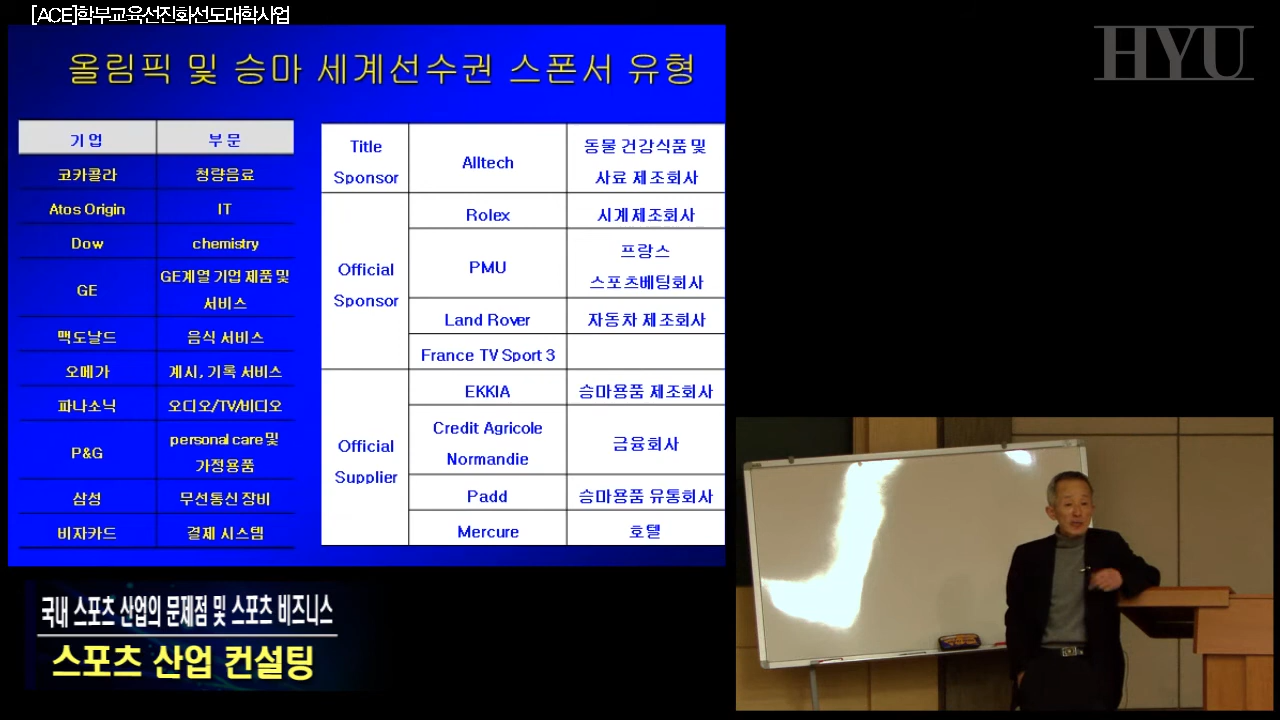 [ACE]학부교육선진화선도대학사업
HYU
올림픽 및 승마 세계선수권 스폰서 유형
기업 부문
코카콜라 청량음료
Atos Origin IT
Dow chemistry
GE GE계열 기업 제품 및
서비스
맥도날드 음식 서비스
오메가 계시, 기록 서비스
파나소닉 오디오/TV/비디오
P&G personal care 및
가정용품
삼성 무선통신 장비
비자카드 결제 시스템
Title
Sponsor
Alltech
동물 건강식품 및
사료 제조회사
Official
Sponsor
Rolex 시계제조회사
PMU 프랑스
스포츠베팅회사
Land Rover 자동차 제조회사
France TV Sport 3
Official
Supplier
EKKIA 승마용품 제조회사
Credit Agricole
Normandie
금융회사
Padd 승마용품 유통회사
Mercure 호텔
국내 스포츠 산업의 문제점 및 스포츠 비즈니스
스포츠 산업 컨설팅